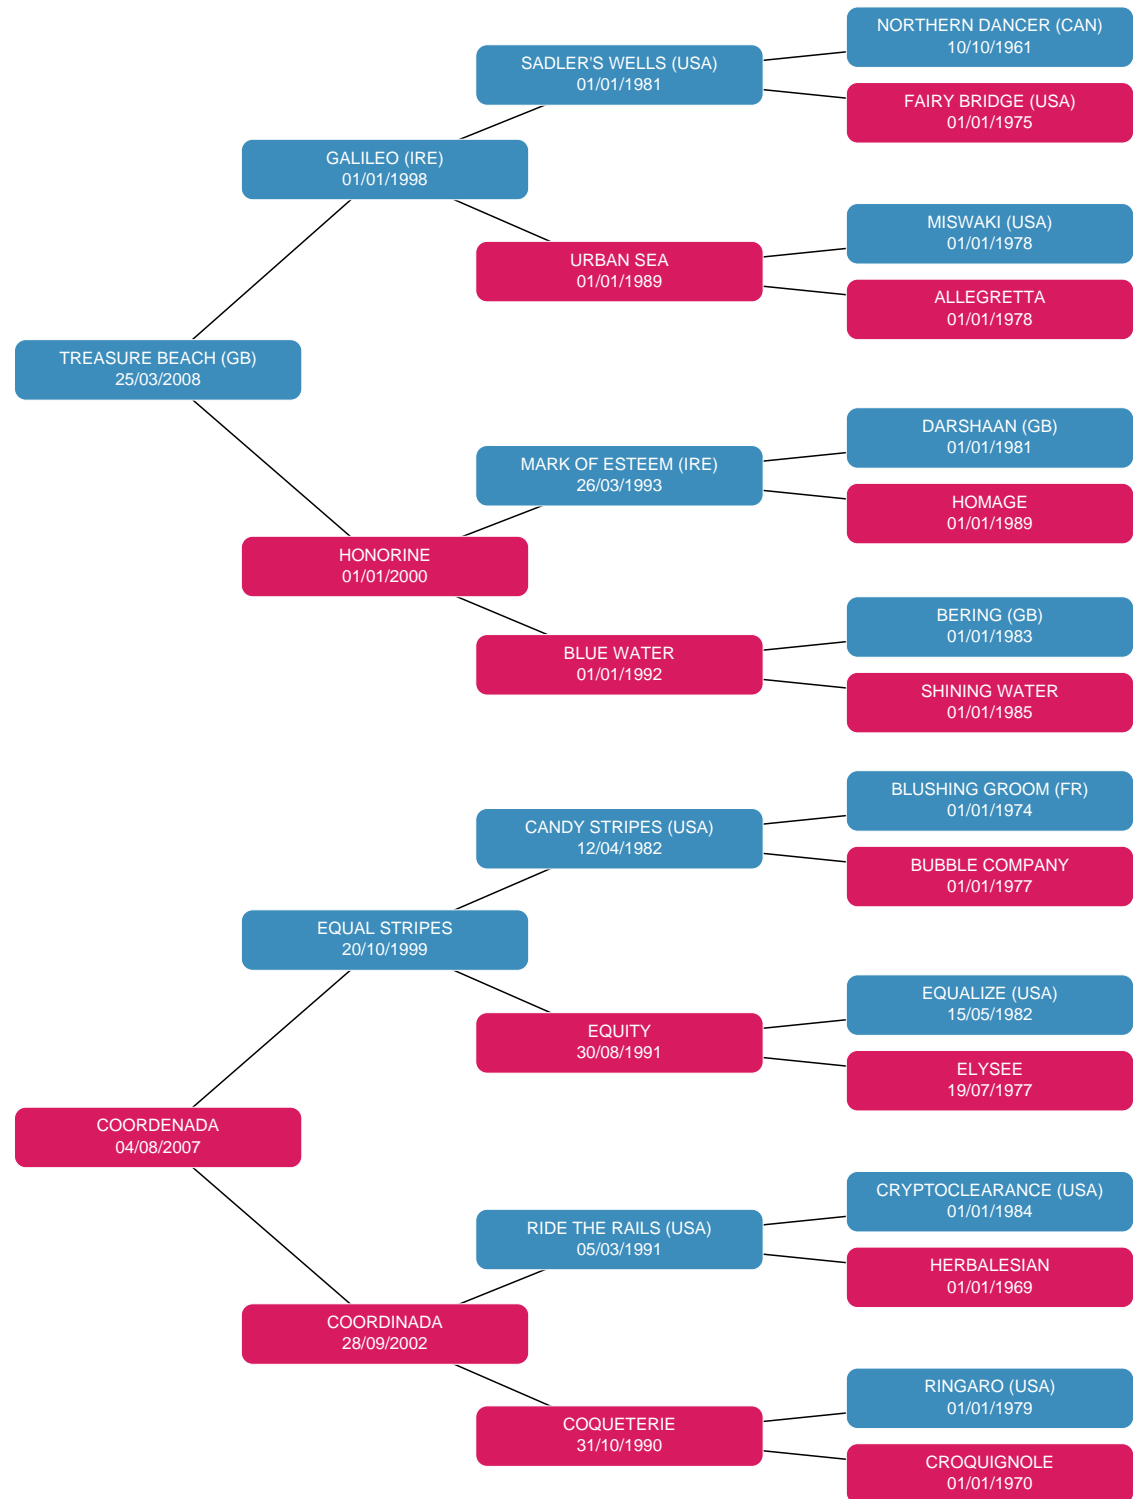 NORTHERN DANCER (CAN)
10/10/1961
SADLER'S WELLS (USA)
01/01/1981
FAIRY BRIDGE (USA)
01/01/1975
GALILEO (IRE)
01/01/1998
MISWAKI (USA)
01/01/1978
URBAN SEA
01/01/1989
ALLEGRETTA
01/01/1978
TREASURE BEACH (GB)
25/03/2008
DARSHAAN (GB)
01/01/1981
MARK OF ESTEEM (IRE)
26/03/1993
HOMAGE
01/01/1989
HONORINE
01/01/2000
BERING (GB)
01/01/1983
BLUE WATER
01/01/1992
SHINING WATER
01/01/1985
BLUSHING GROOM (FR)
01/01/1974
CANDY STRIPES (USA)
12/04/1982
BUBBLE COMPANY
01/01/1977
EQUAL STRIPES
20/10/1999
EQUALIZE (USA)
15/05/1982
EQUITY
30/08/1991
ELYSEE
19/07/1977
COORDENADA
04/08/2007
CRYPTOCLEARANCE (USA)
01/01/1984
RIDE THE RAILS (USA)
05/03/1991
HERBALESIAN
01/01/1969
COORDINADA
28/09/2002
RINGARO (USA)
01/01/1979
COQUETERIE
31/10/1990
CROQUIGNOLE
01/01/1970